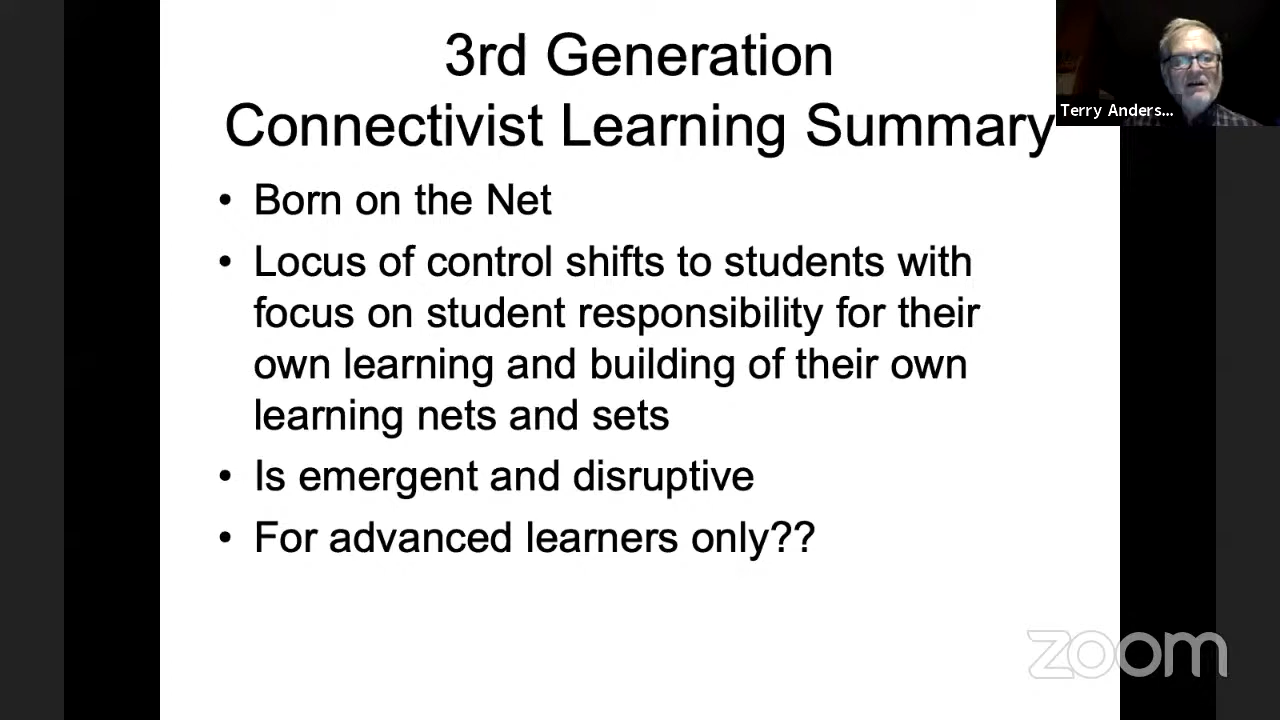 3rd Generation
Connectivist Learning Summary
Terry Anders...
• Born on the Net
• Locus of control shifts to students with
focus on student responsibility for their
own learning and building of their own
learning nets and sets
• Is emergent and disruptive
• For advanced learners only??
zoom